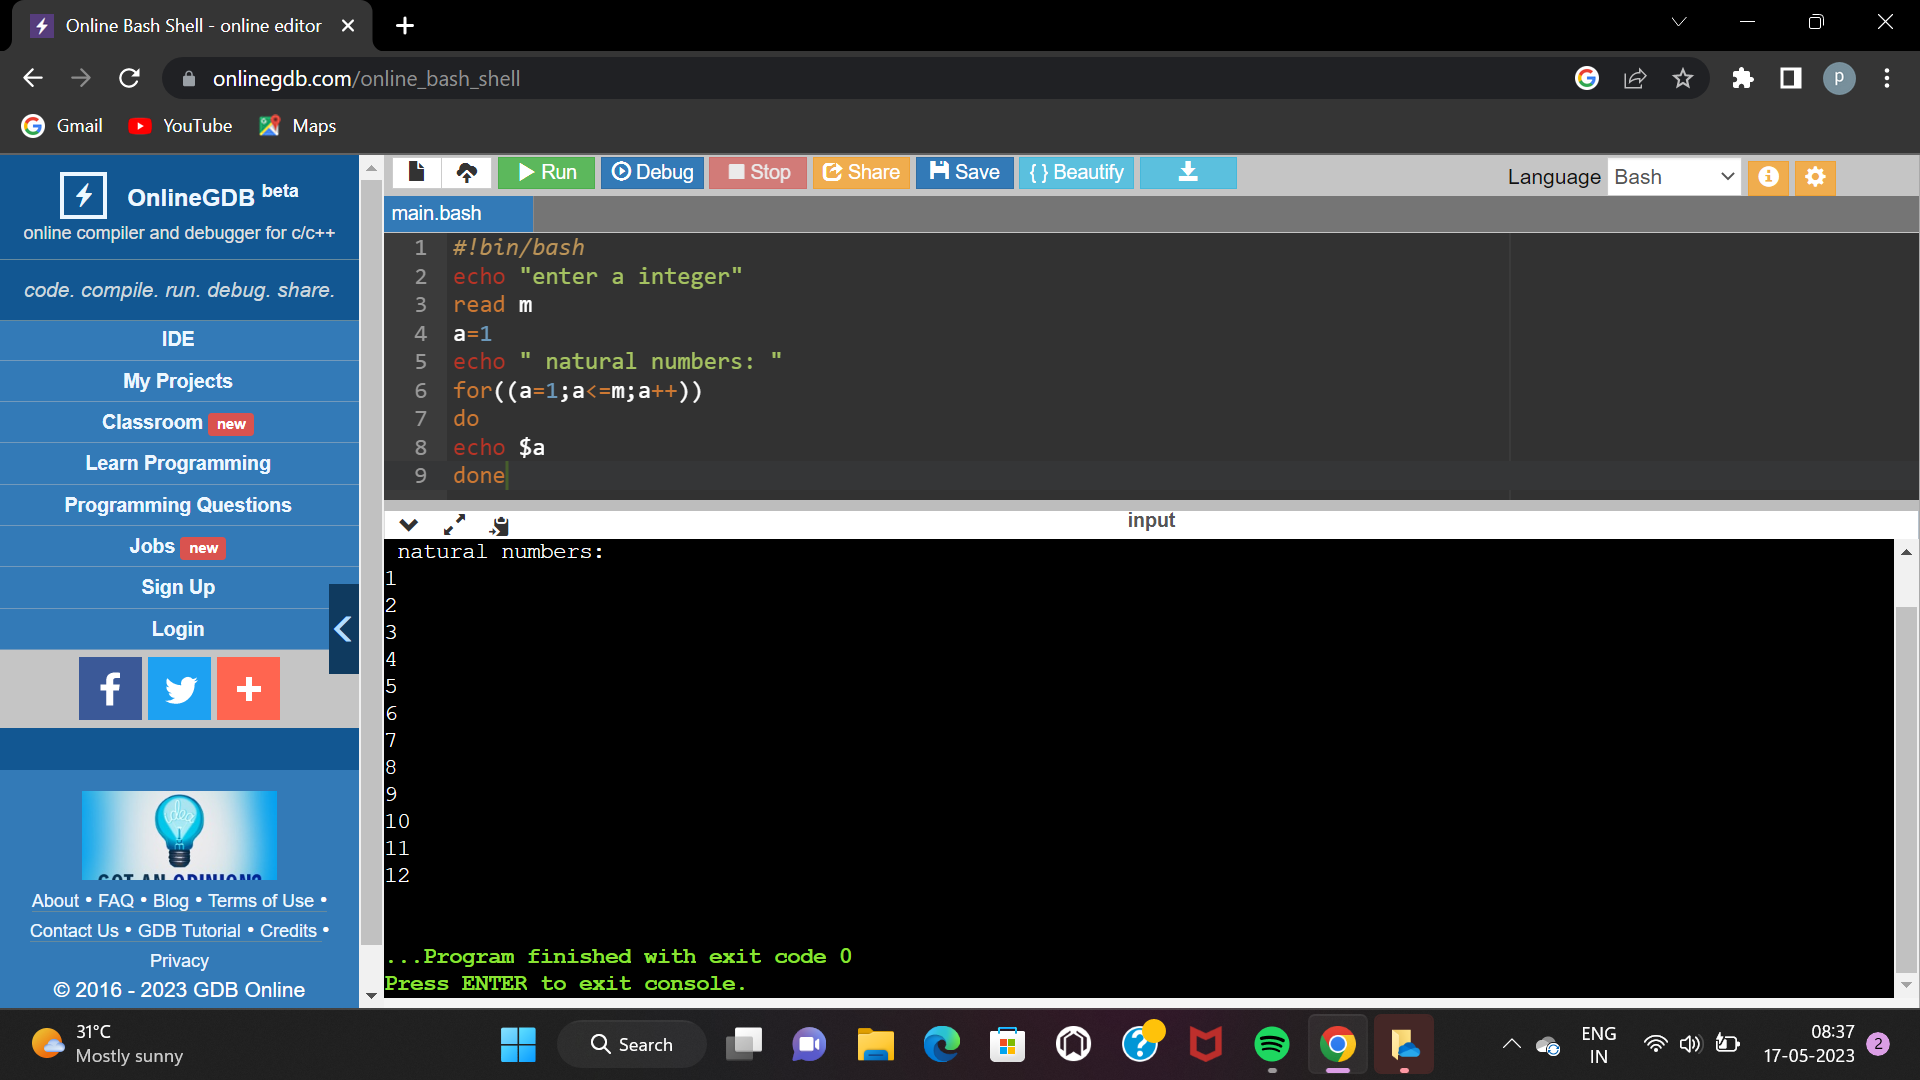 Online Bash Shell - online editor
onlinegdb.com/online_bash_shell
P
Gmail YouTube Maps
OnlineGDB beta
online compiler and debugger for c/c++
code. compile. run. debug. share.
IDE
My Projects
Classroom new
Learn Programming
Programming Questions
Jobs new
Sign Up
Login
idea
About • FAQ • Blog • Terms of Use •
Contact Us • GDB Tutorial • Credits •
Privacy
© 2016 - 2023 GDB Online
Run Debug Stop Share Save { } Beautify
Language Bash
main.bash
1 #!bin/bash
2 echo "enter a integer"
3 read m
4 a=1
5 echo " natural numbers: "
6 for((a=1;a<=m;a++))
7 do
8 echo $a
9 done
input
natural numbers:
1
2
3
4
5
6
7
8
9
10
11
12
...Program finished with exit code 0
Press ENTER to exit console.
31°C
Mostly sunny
Search
ENG
IN
08:37
17-05-2023
2